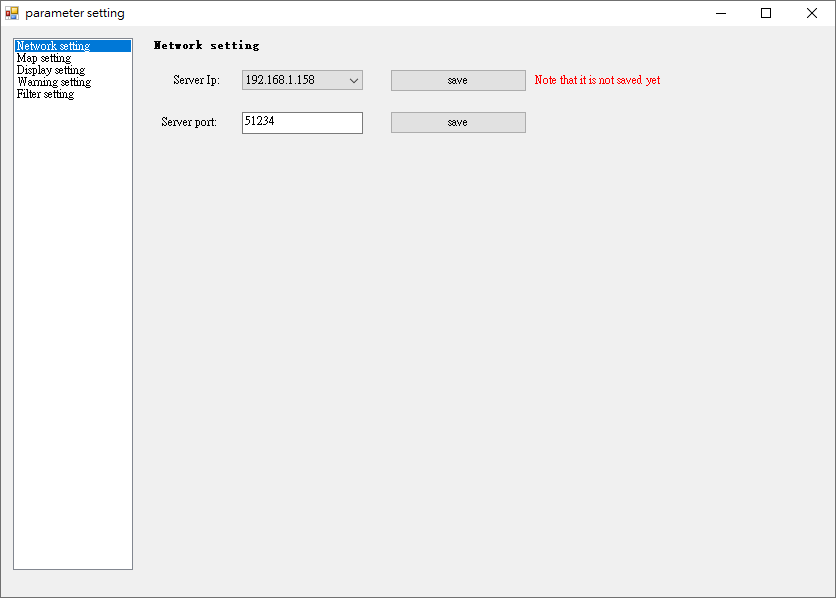 parameter setting
Network setting
Map setting
Display setting
Warning setting
Filter setting
Network setting
Server Ip: 192.168.1.158 save Note that it is not saved yet
Server port: 51234 save